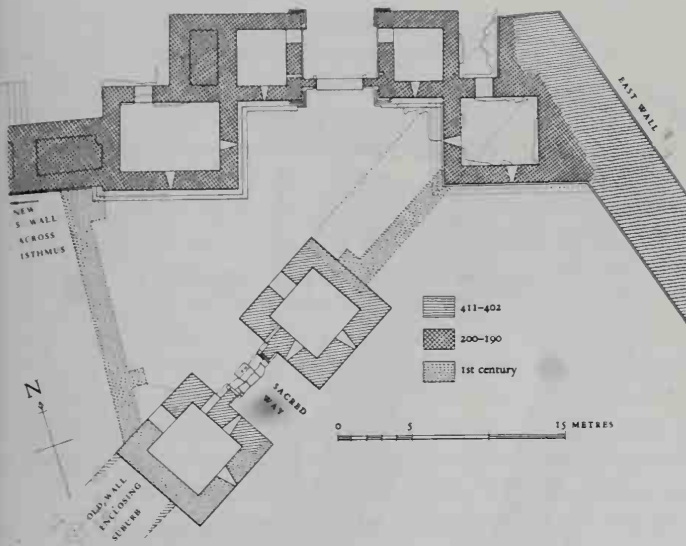 EAST WALL
NEW
S WALL
ACROSS
ISTHMUS
411–402
200–190
1st century
SACRED
WAY
N
0 5 15 METRES
OLD WALL
ENCLOSING
SUBURB